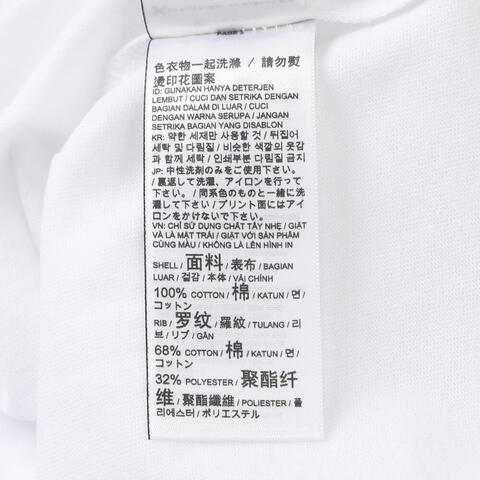 色衣物一起洗滌 / 請勿熨
燙印花圖案
ID: GUNAKAN HANYA DETERJEN
LEMBUT / CUCI DAN SETRIKA DENGAN
BAGIAN DALAM DI LUAR / CUCI
DENGAN WARNA SERUPA / JANGAN
SETRIKA BAGIAN YANG DISABLON
KR: 약한 세제만 사용할 것 / 뒤집어
세탁 및 다림질 / 비슷한 색깔의 옷감
과 함께 세탁 / 인쇄부분 다림질 금지
JP: 中性洗剤のみをご使用下さい。
/ 裏返して洗濯、アイロンを行って
下さい。/ 同系色のものと一緒に洗
濯して下さい / プリント面にはアイ
ロンをかけないで下さい。
VN: CHỈ SỬ DỤNG CHẤT TẨY NHẸ / GIẶT
VÀ LÀ MẶT TRÁI / GIẶT VỚI SẢN PHẨM
CÙNG MÀU / KHÔNG LÀ LÊN HÌNH IN
SHELL / 面料 / 表布 / BAGIAN
LUAR / 겉감 / 本体 / VẢI CHÍNH
100% COTTON / 棉 / KATUN / 면 /
コットン
RIB / 罗纹 / 羅紋 / TULANG / 리
브 / リブ / GÂN
68% COTTON / 棉 / KATUN / 면 /
コットン
32% POLYESTER / 聚酯纤
维 / 聚酯纖維 / POLIESTER / 폴
리에스터 / ポリエステル